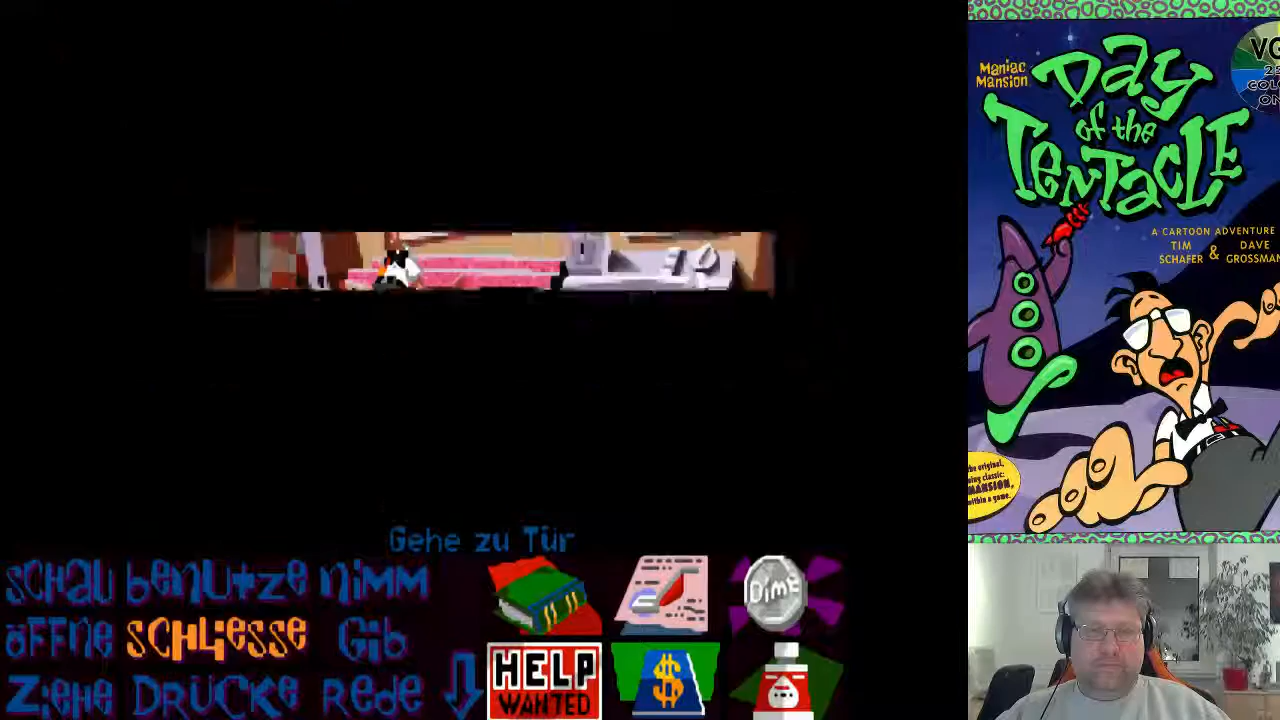 Gehe zu Tür
SCHAU benutze nimm
öFFne SCHliesse Gib
Ziehe DRÜCKe Rede
Dime
HELP
WANTED
$
Maniac
Mansion
Day
of the
TenTacLE
A CARTOON ADVENTURE
TIM
SCHAFER
&
DAVE
GROSSMAN